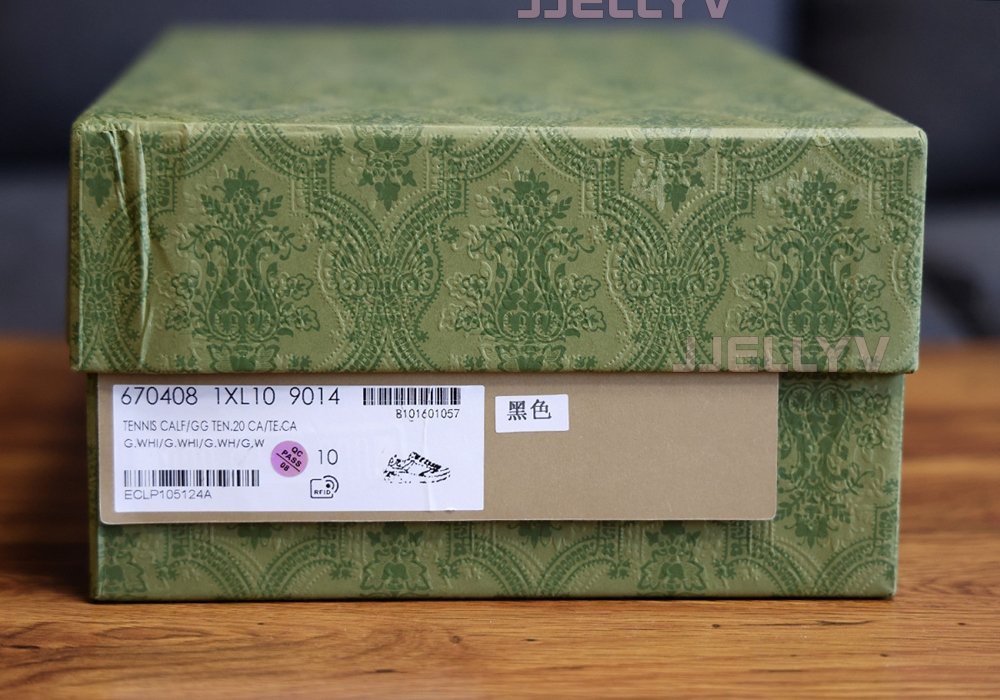 JJELLYV
JJELLYV
670408 1XL10 9014
B101601057
TENNIS CALF/GG TEN.20 CA/TE.CA
G.WHI/G.WHI/G.WH/G,W
QC
PASS
08
10
RFID
ECLP105124A
黑色